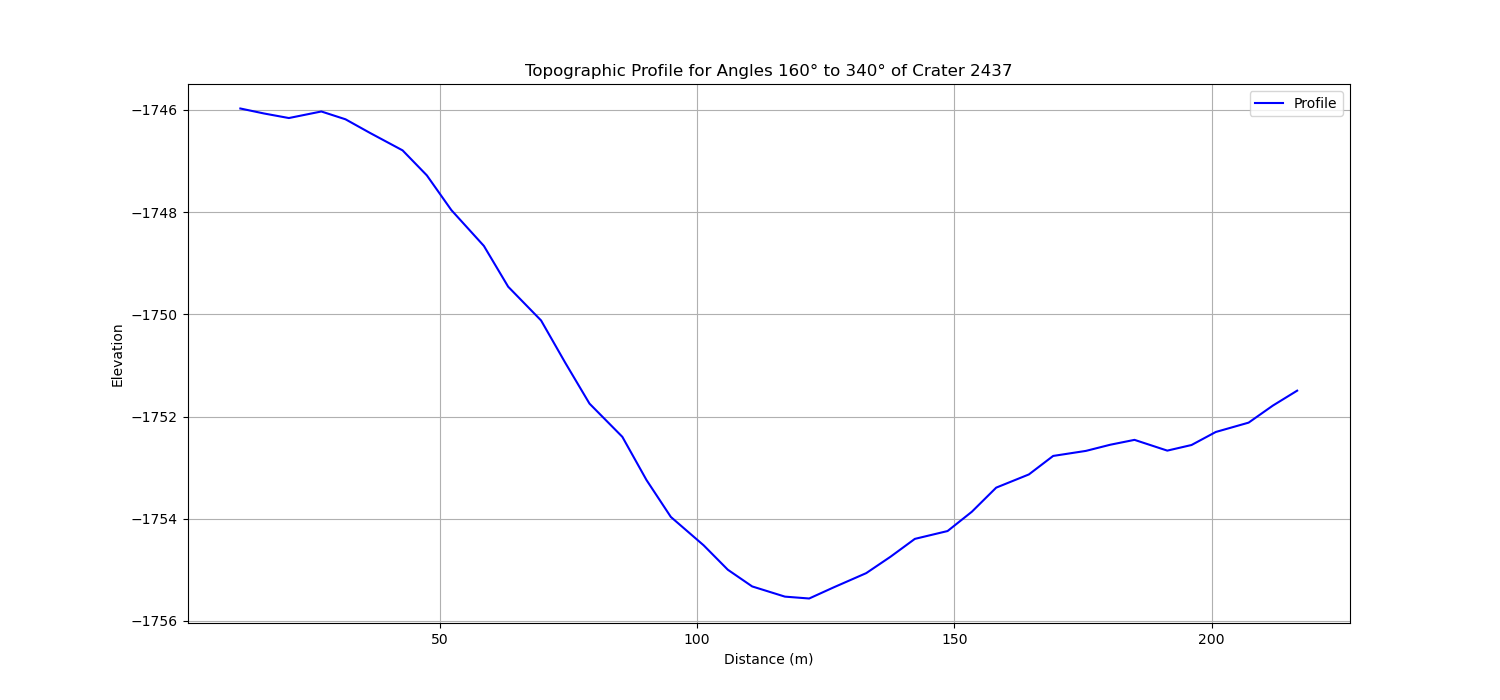 Topographic Profile for Angles 160° to 340° of Crater 2437
Profile
−1746
−1748
−1750
−1752
−1754
−1756
Elevation
50
100
150
200
Distance (m)